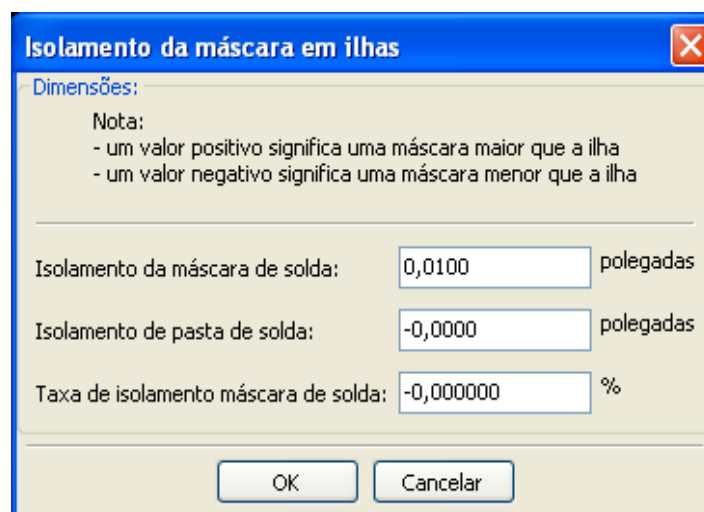 Isolamento da máscara em ilhas
Dimensões:
Nota:
- um valor positivo significa uma máscara maior que a ilha
- um valor negativo significa uma máscara menor que a ilha
Isolamento da máscara de solda: 0,0100 polegadas
Isolamento de pasta de solda: -0,0000 polegadas
Taxa de isolamento máscara de solda: -0,000000 %
OK Cancelar